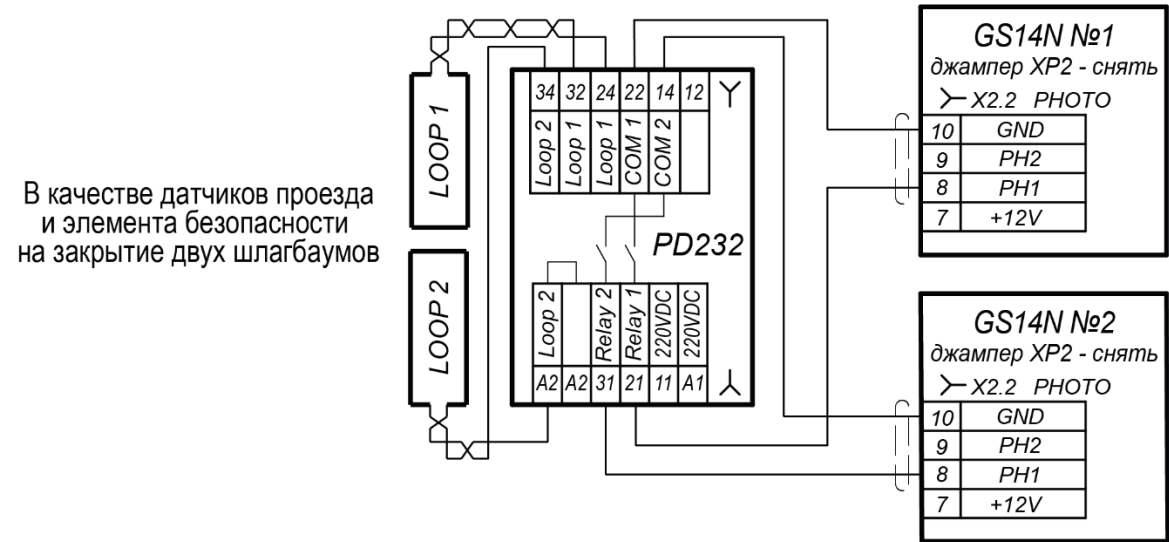 В качестве датчиков проезда
и элемента безопасности
на закрытие двух шлагбаумов
LOOP 1
LOOP 2
34 32 24 22 14 12
Loop 2
Loop 1
Loop 1
COM 1
COM 2
PD232
Loop 2
Relay 2
Relay 1
220VDC
220VDC
A2 A2 31 21 11 A1
GS14N №1
джампер XP2 - снять
X2.2 PHOTO
10 GND
9 PH2
8 PH1
7 +12V
GS14N №2
джампер XP2 - снять
X2.2 PHOTO
10 GND
9 PH2
8 PH1
7 +12V